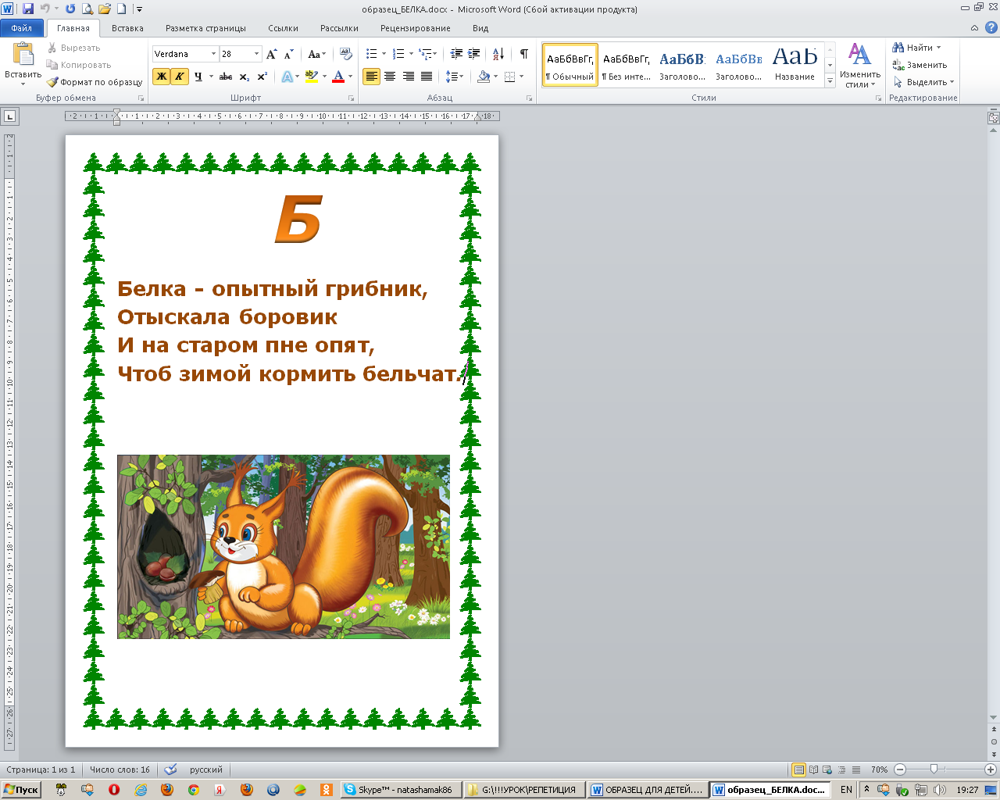 образец_БЕЛКА.docx - Microsoft Word (Сбой активации продукта)
Файл Главная Вставка Разметка страницы Ссылки Рассылки Рецензирование Вид
Вставить
Вырезать
Копировать
Формат по образцу
Буфер обмена
Verdana 28
Ж К Ч abc x₂ x²
Шрифт
Абзац
АаБбВвГг, АаБбВвГг, АаБбВ: АаБбВв АаБ
¶ Обычный ¶ Без инте... Заголово... Заголово... Название
Стили
Изменить стили
Найти
Заменить
Выделить
Редактирование
Б
Белка - опытный грибник,
Отыскала боровик
И на старом пне опят,
Чтоб зимой кормить бельчат.
Страница: 1 из 1 Число слов: 16 русский 70%
Пуск Skype™ - natashamak86 G:\!!!УРОК\РЕПЕТИЦИЯ ОБРАЗЕЦ ДЛЯ ДЕТЕЙ.... образец_БЕЛКА.doc... EN 19:27